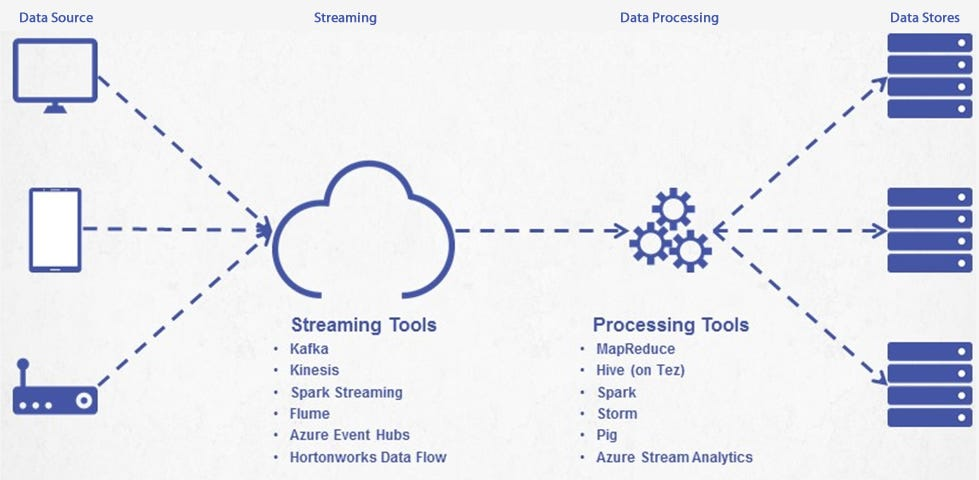 Data Source
Streaming
Data Processing
Data Stores
Streaming Tools
• Kafka
• Kinesis
• Spark Streaming
• Flume
• Azure Event Hubs
• Hortonworks Data Flow
Processing Tools
• MapReduce
• Hive (on Tez)
• Spark
• Storm
• Pig
• Azure Stream Analytics